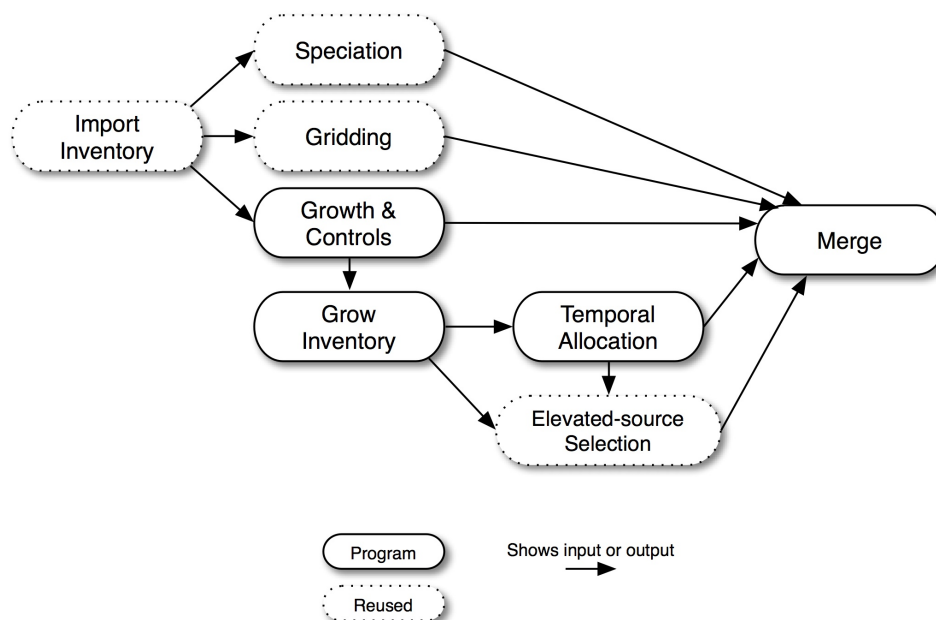 Speciation
Import
Inventory
Gridding
Growth &
Controls
Merge
Grow
Inventory
Temporal
Allocation
Elevated-source
Selection
Program
Shows input or output
Reused